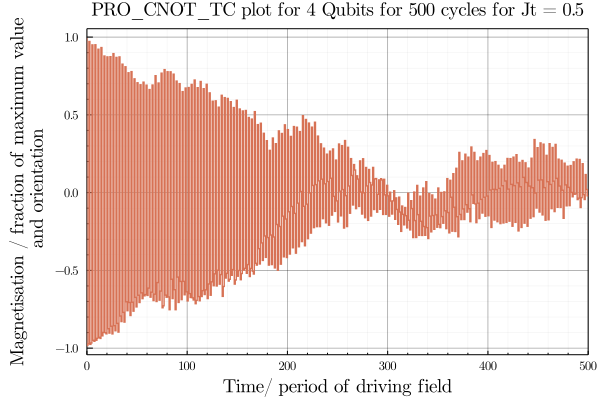 PRO_CNOT_TC plot for 4 Qubits for 500 cycles for Jt = 0.5
Magnetisation / fraction of maximum value
and orientation
1.0
0.5
0.0
−0.5
−1.0
0
100
200
300
400
500
Time/ period of driving field